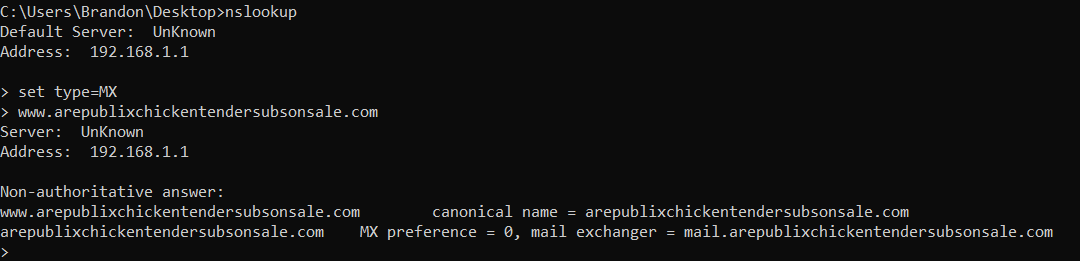 C:\Users\Brandon\Desktop>nslookup
Default Server:  UnKnown
Address:  192.168.1.1

> set type=MX
> www.arepublixchickentendersubsonsale.com
Server:  UnKnown
Address:  192.168.1.1

Non-authoritative answer:
www.arepublixchickentendersubsonsale.com        canonical name = arepublixchickentendersubsonsale.com
arepublixchickentendersubsonsale.com    MX preference = 0, mail exchanger = mail.arepublixchickentendersubsonsale.com
>